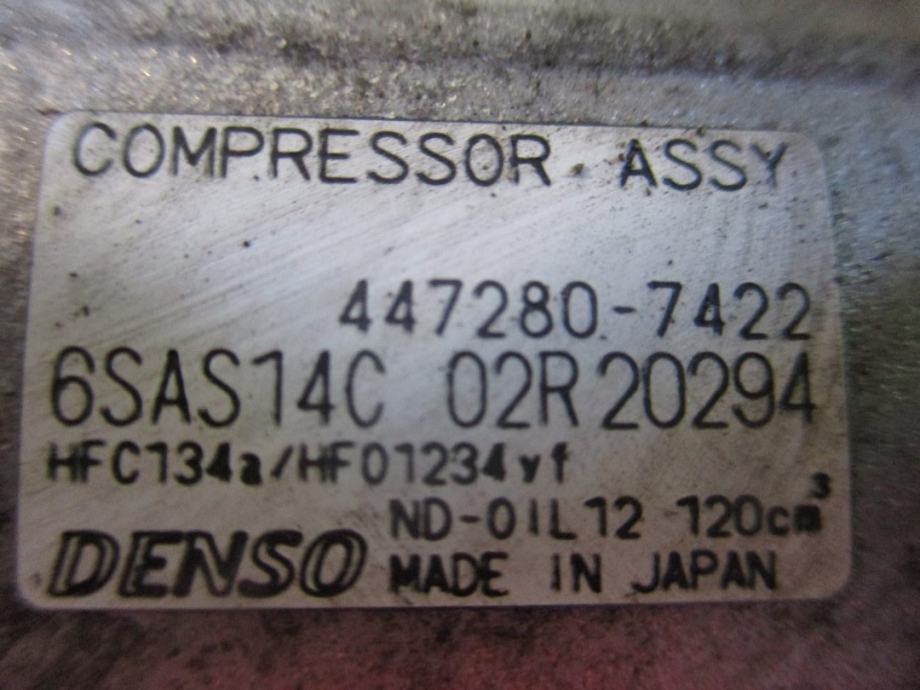 COMPRESSOR ASSY
447280-7422
6SAS14C 02R20294
HFC134a/HFO1234yf
ND-OIL12 120cm³
DENSO MADE IN JAPAN